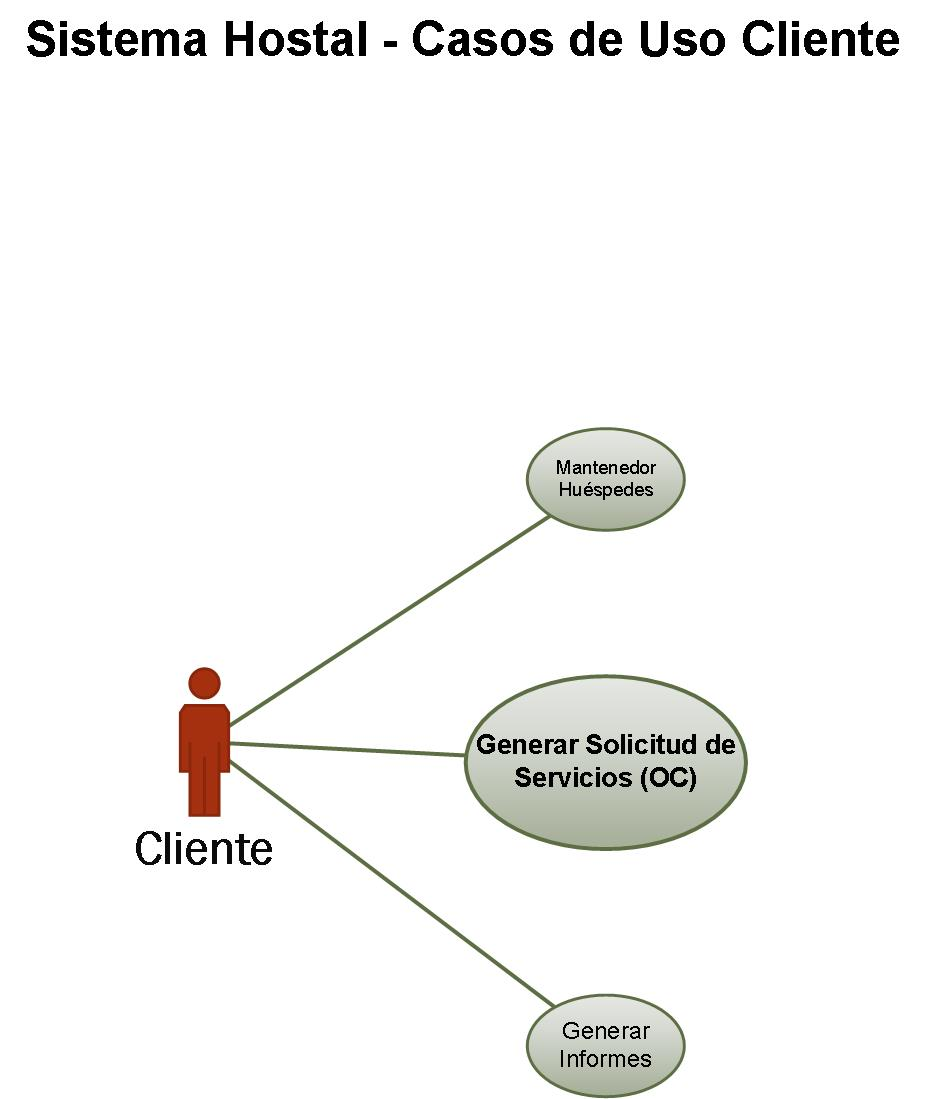 Sistema Hostal - Casos de Uso Cliente
Mantenedor
Huéspedes
Generar Solicitud de
Servicios (OC)
Cliente
Generar
Informes